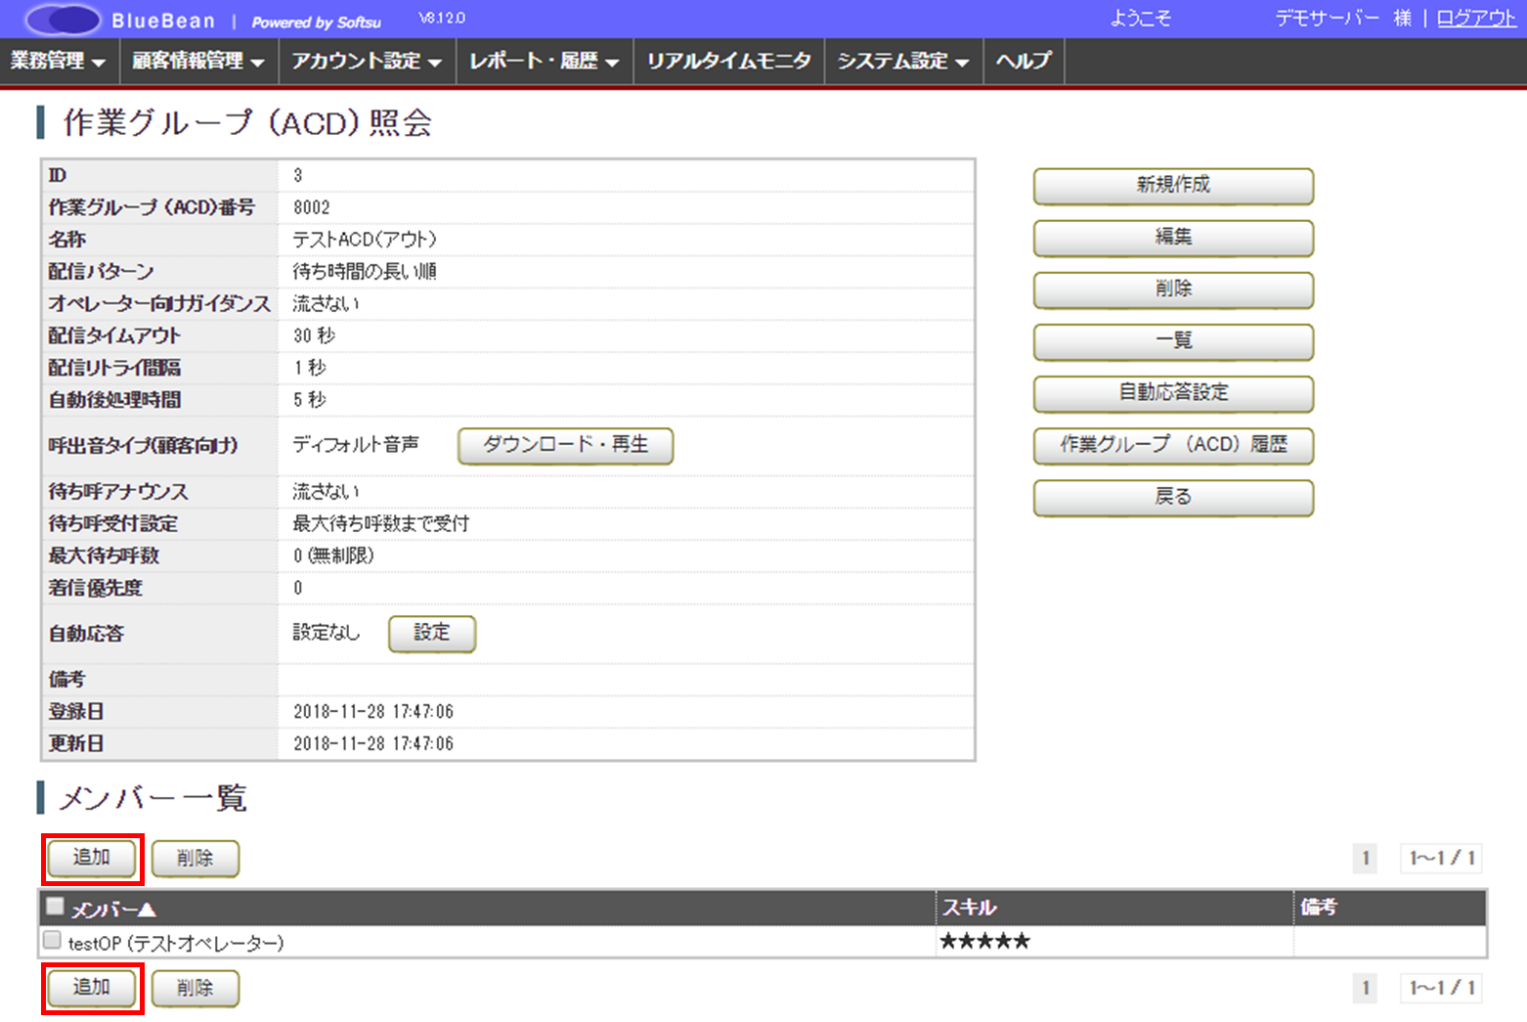 BlueBean | Powered by Softsu V8.12.0 ようこそ デモサーバー 様 | ログアウト
業務管理 顧客情報管理 アカウント設定 レポート・履歴 リアルタイムモニタ システム設定 ヘルプ
作業グループ (ACD) 照会
ID 3
作業グループ (ACD)番号 8002
名称 テストACD(アウト)
配信パターン 待ち時間の長い順
オペレーター向けガイダンス 流さない
配信タイムアウト 30 秒
配信リトライ間隔 1 秒
自動後処理時間 5 秒
呼出音タイプ(顧客向け) ディフォルト音声 ダウンロード・再生
待ち呼アナウンス 流さない
待ち呼受付設定 最大待ち呼数まで受付
最大待ち呼数 0 (無制限)
着信優先度 0
自動応答 設定なし 設定
備考
登録日 2018-11-28 17:47:06
更新日 2018-11-28 17:47:06
新規作成
編集
削除
一覧
自動応答設定
作業グループ (ACD) 履歴
戻る
メンバー一覧
追加 削除 1 1～1 / 1
メンバー▲ スキル 備考
testOP (テストオペレーター) ★★★★★
追加 削除 1 1～1 / 1